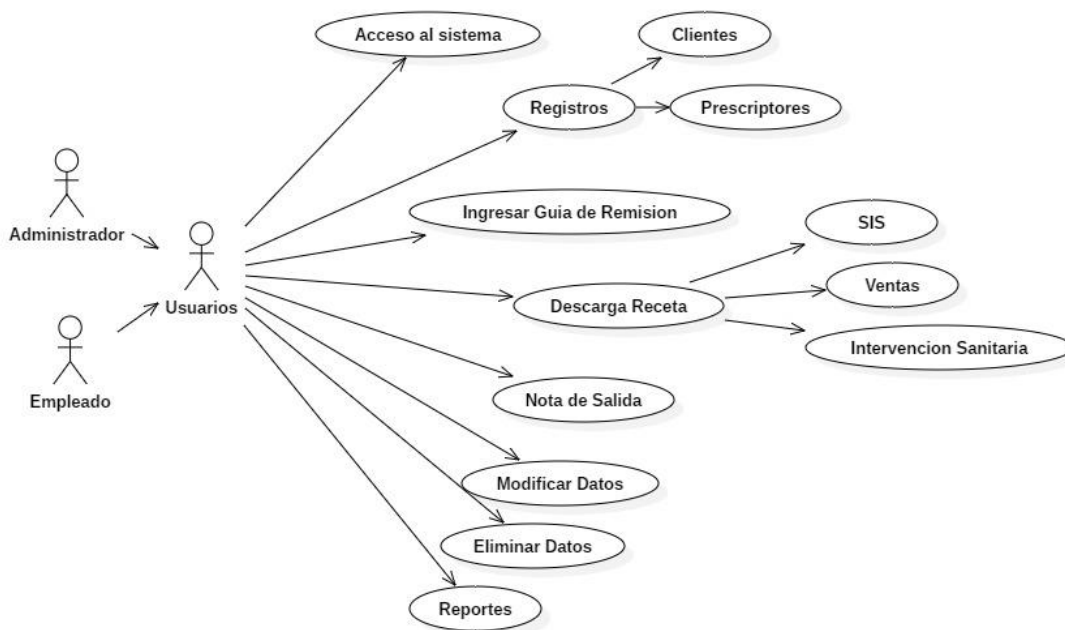 Acceso al sistema
Clientes
Registros
Prescriptores
Administrador
Usuarios
Empleado
Ingresar Guia de Remision
SIS
Descarga Receta
Ventas
Intervencion Sanitaria
Nota de Salida
Modificar Datos
Eliminar Datos
Reportes